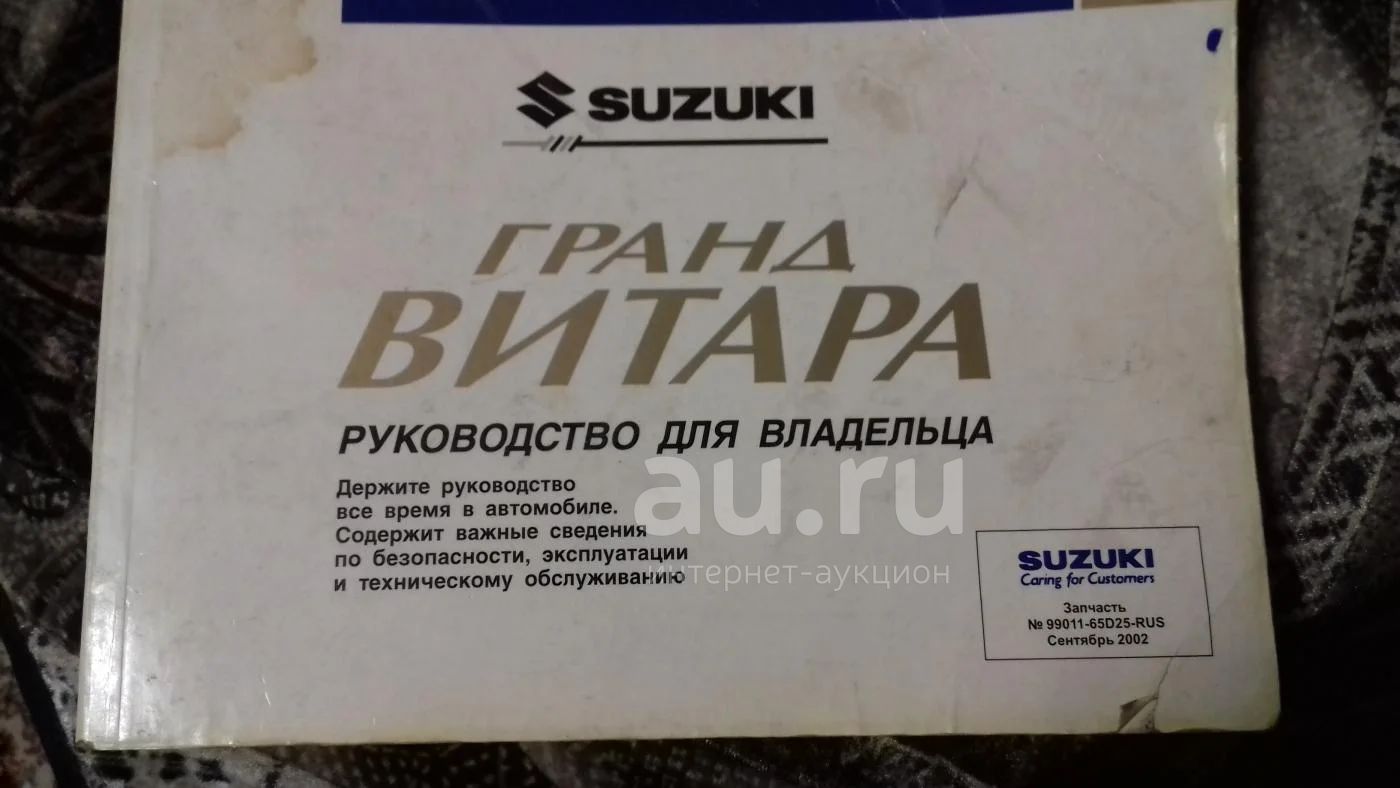 SUZUKI
ГРАНД
ВИТАРА
РУКОВОДСТВО ДЛЯ ВЛАДЕЛЬЦА
Держите руководство
все время в автомобиле.
Содержит важные сведения
по безопасности, эксплуатации
и техническому обслуживанию
au.ru
интернет-аукцион
SUZUKI
Caring for Customers
Запчасть
№ 99011-65D25-RUS
Сентябрь 2002